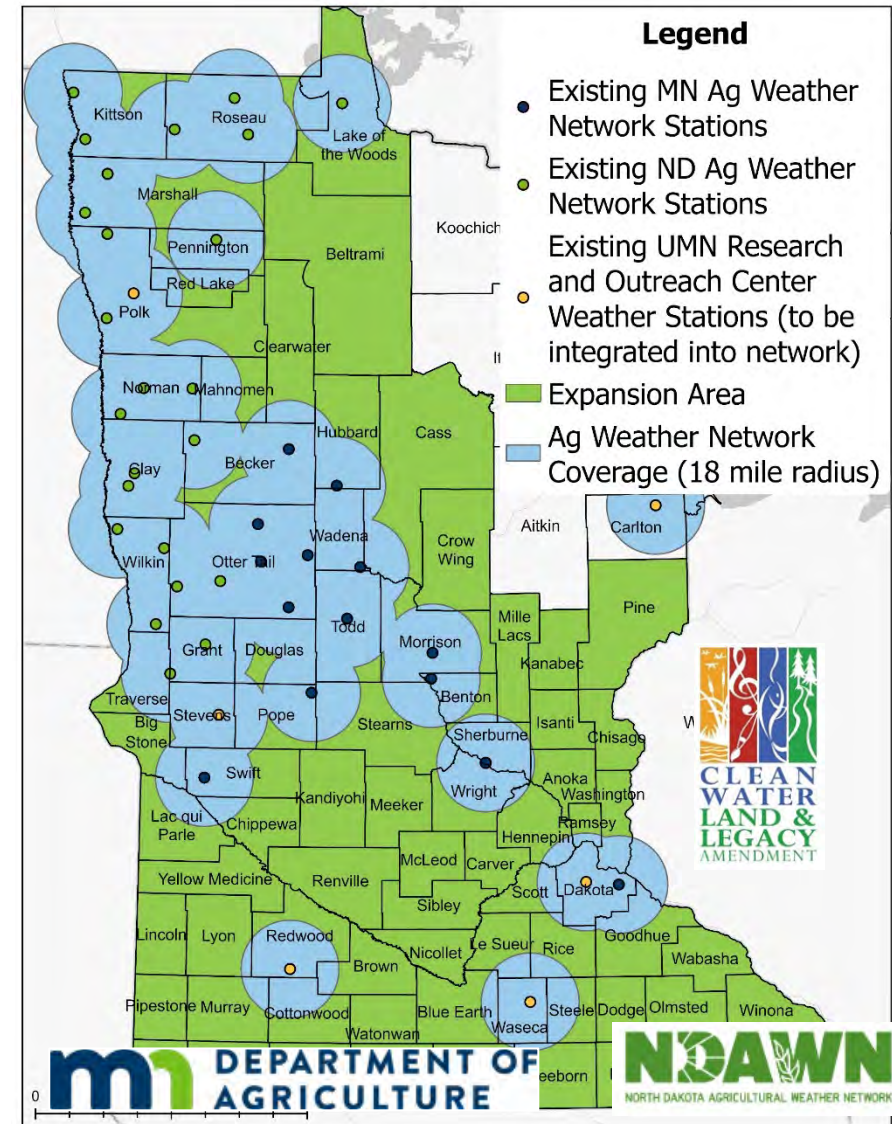 Legend
Existing MN Ag Weather
Network Stations
Existing ND Ag Weather
Network Stations
Existing UMN Research
and Outreach Center
Weather Stations (to be
integrated into network)
Expansion Area
Ag Weather Network
Coverage (18 mile radius)
Kittson
Roseau
Lake of
the Woods
Marshall
Koochich
Pennington
Beltrami
Red Lake
Polk
Clearwater
Norman
Mahnomen
Hubbard
Cass
Clay
Becker
Carlton
Aitkin
Wadena
Crow
Wing
Wilkin
Otter Tail
Pine
Mille
Lacs
Todd
Morrison
Kanabec
Grant
Douglas
Traverse
Benton
Stevens
Pope
Stearns
Isanti
Big
Stone
Sherburne
Chisago
Swift
Wright
Anoka
Washington
Kandiyohi
Meeker
Ramsey
Lac qui
Parle
Chippewa
Hennepin
McLeod
Carver
Yellow Medicine
Renville
Scott
Dakota
Sibley
Lincoln
Lyon
Redwood
Nicollet
Le Sueur
Rice
Goodhue
Brown
Wabasha
Pipestone
Murray
Cottonwood
Blue Earth
Waseca
Steele
Dodge
Olmsted
Winona
Watonwan
eeborn
0
CLEAN
WATER
LAND &
LEGACY
AMENDMENT
DEPARTMENT OF
AGRICULTURE
NDAWN
NORTH DAKOTA AGRICULTURAL WEATHER NETWORK